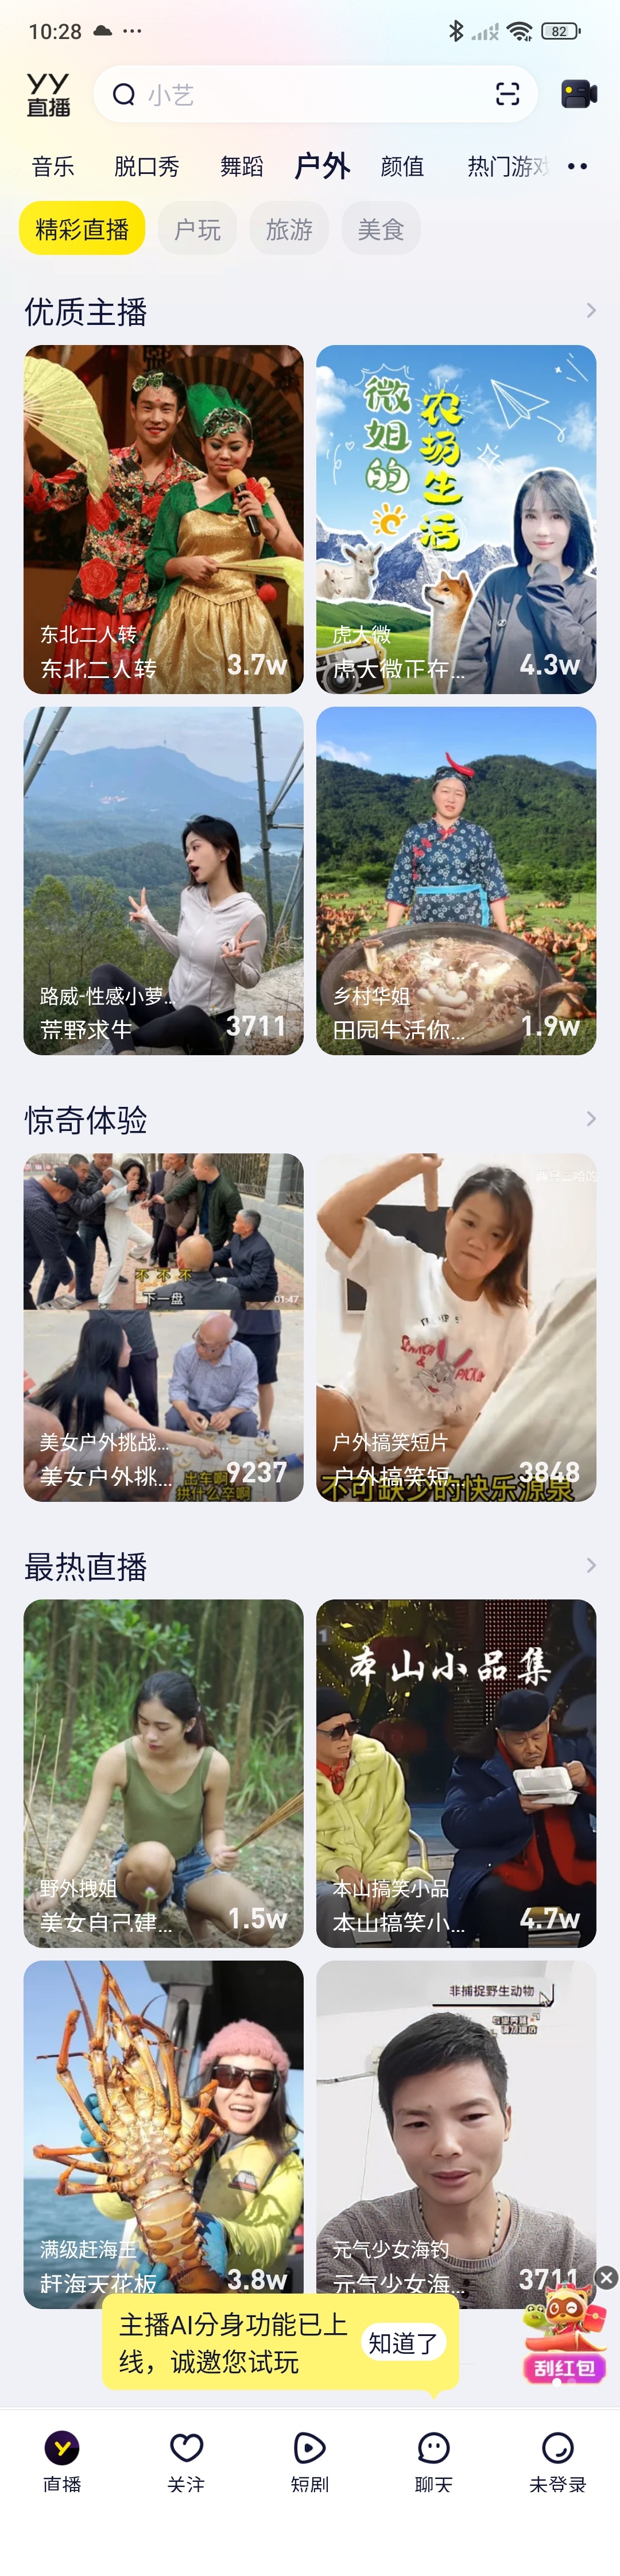 10:28
82
YY
直播
小艺
音乐 脱口秀 舞蹈 户外 颜值 热门游戏
精彩直播 户玩 旅游 美食
优质主播
东北二人转
东北二人转 3.7w
微姐的
农场生活
虎大微
虎大微正在... 4.3w
路威-性感小萝...
荒野求生 3711
乡村华姐
田园生活你... 1.9w
惊奇体验
不 不 不
下一盘
01:47
美女户外挑战...
美女户外挑... 9237
出车啊
拱什么卒啊
户外搞笑短片
户外搞笑短... 3848
不可缺少的快乐源泉
最热直播
野外拽姐
美女自己建... 1.5w
1
本山小品集
本山搞笑小品
本山搞笑小... 4.7w
满级赶海王
赶海天花板 3.8w
非捕捉野生动物
元气少女海钓
元气少女海... 3711
主播AI分身功能已上
线，诚邀您试玩
知道了
刮红包
直播 关注 短剧 聊天 未登录